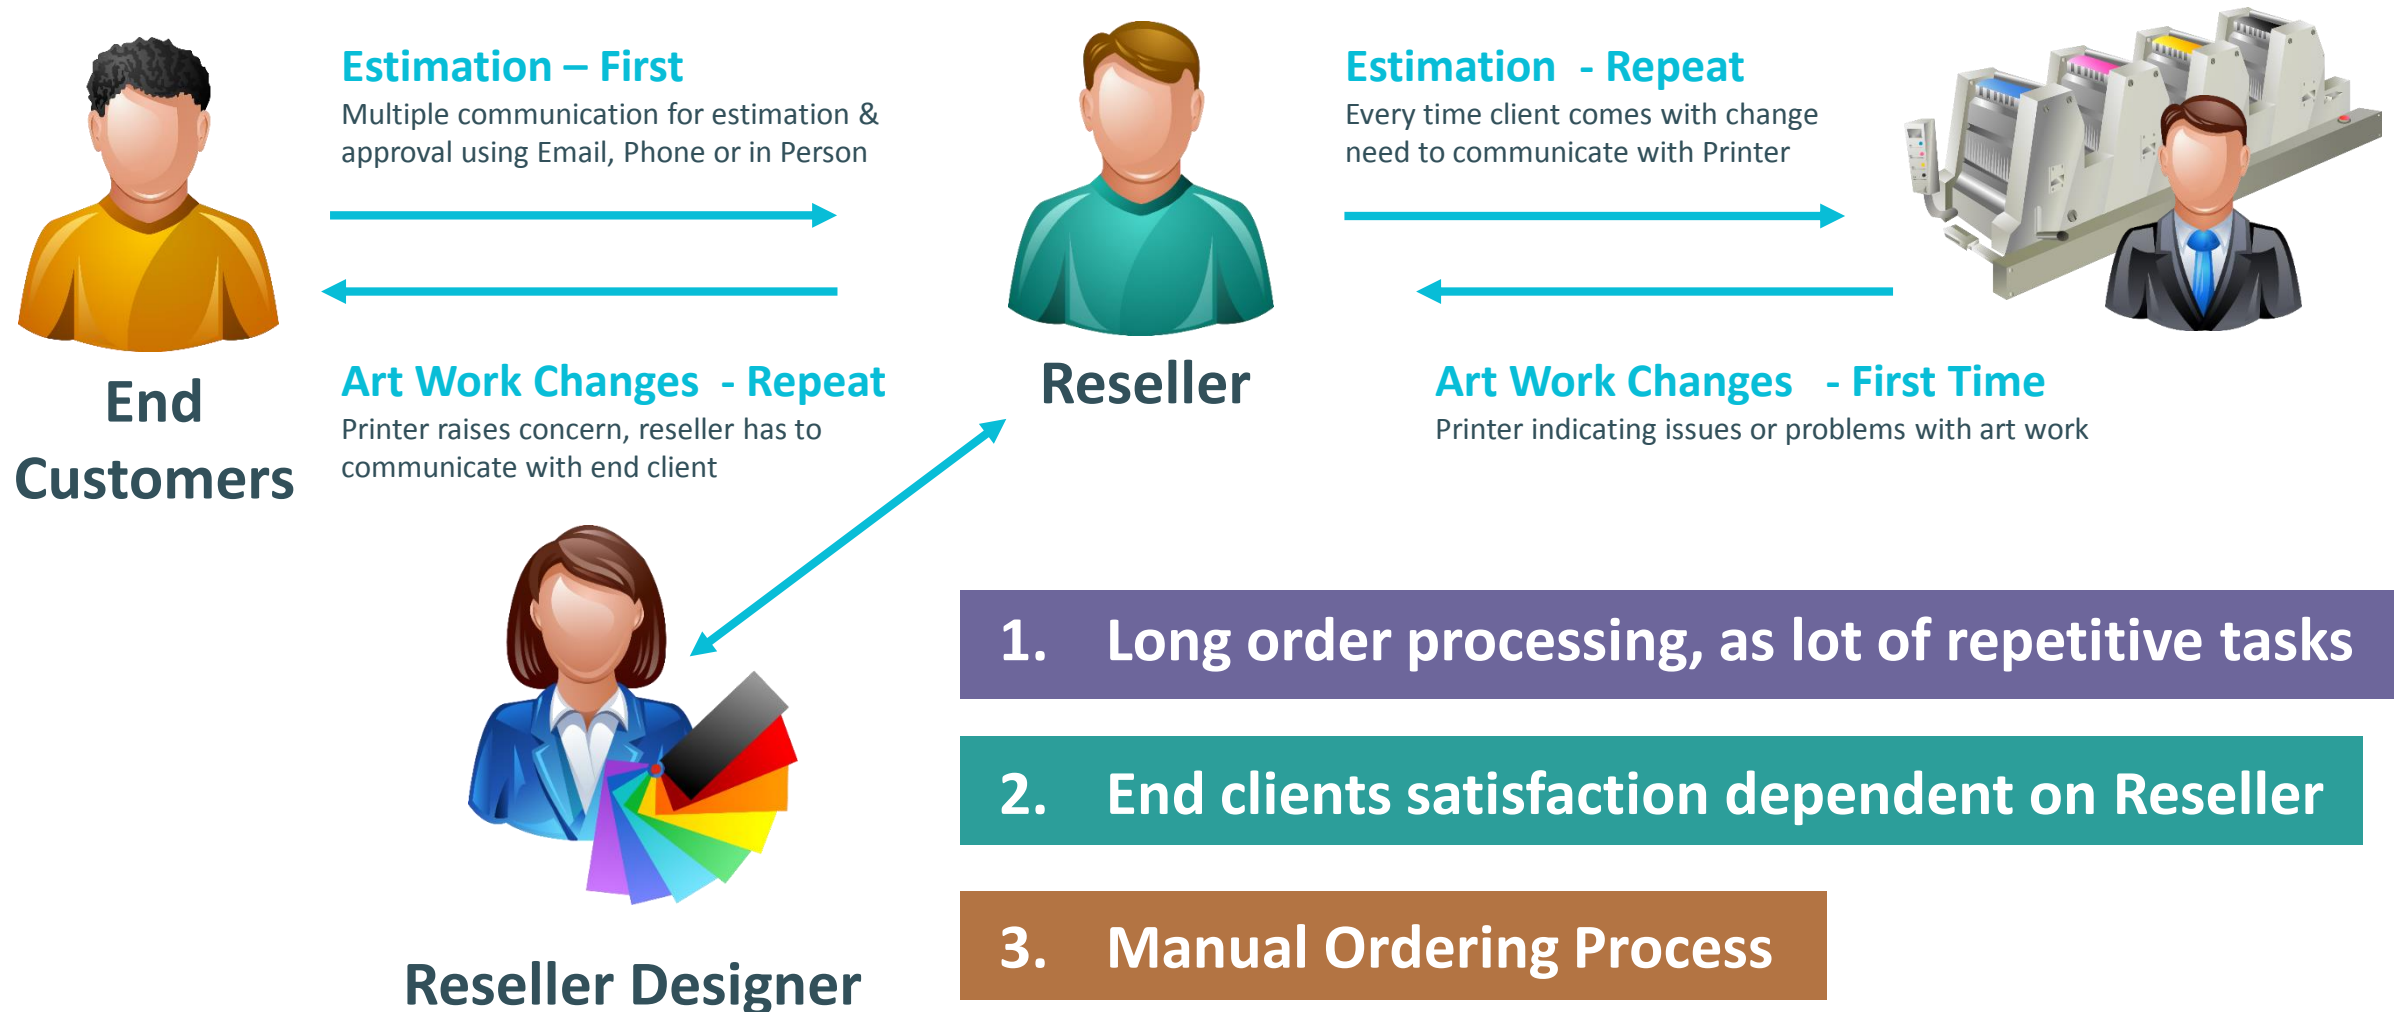 Estimation – First
Multiple communication for estimation &
approval using Email, Phone or in Person
Estimation - Repeat
Every time client comes with change
need to communicate with Printer
End
Customers
Reseller
Art Work Changes - Repeat
Printer raises concern, reseller has to
communicate with end client
Art Work Changes - First Time
Printer indicating issues or problems with art work
Reseller Designer
1. Long order processing, as lot of repetitive tasks
2. End clients satisfaction dependent on Reseller
3. Manual Ordering Process